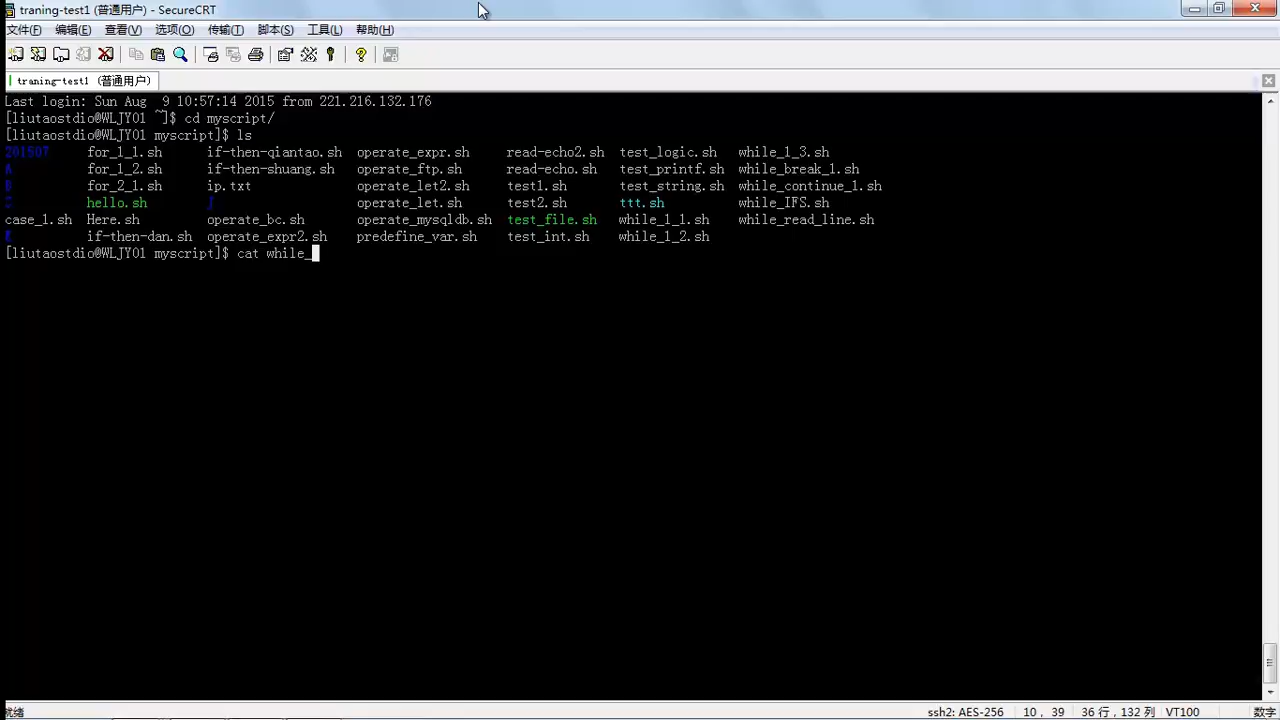 traning-test1 (普通用户) - SecureCRT
文件(F) 编辑(E) 查看(V) 选项(O) 传输(T) 脚本(S) 工具(L) 帮助(H)
traning-test1 (普通用户)
Last login: Sun Aug  9 10:57:14 2015 from 221.216.132.176
[liutaostdio@WLJY01 ~]$ cd myscript/
[liutaostdio@WLJY01 myscript]$ ls
201507 for_1_1.sh if-then-qiantao.sh operate_expr.sh read-echo2.sh test_logic.sh while_1_3.sh
A for_1_2.sh if-then-shuang.sh operate_ftp.sh read-echo.sh test_printf.sh while_break_1.sh
B for_2_1.sh ip.txt operate_let2.sh test1.sh test_string.sh while_continue_1.sh
hello.sh J operate_let.sh test2.sh ttt.sh while_IFS.sh
case_1.sh Here.sh operate_bc.sh operate_mysqldb.sh test_file.sh while_1_1.sh while_read_line.sh
if-then-dan.sh operate_expr2.sh predefine_var.sh test_int.sh while_1_2.sh
[liutaostdio@WLJY01 myscript]$ cat while_
就绪 ssh2: AES-256 10, 39 36 行, 132 列 VT100 数字